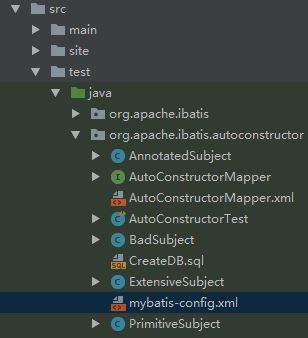 src
main
site
test
java
org.apache.ibatis
org.apache.ibatis.autoconstructor
AnnotatedSubject
AutoConstructorMapper
AutoConstructorMapper.xml
AutoConstructorTest
BadSubject
CreateDB.sql
ExtensiveSubject
mybatis-config.xml
PrimitiveSubject